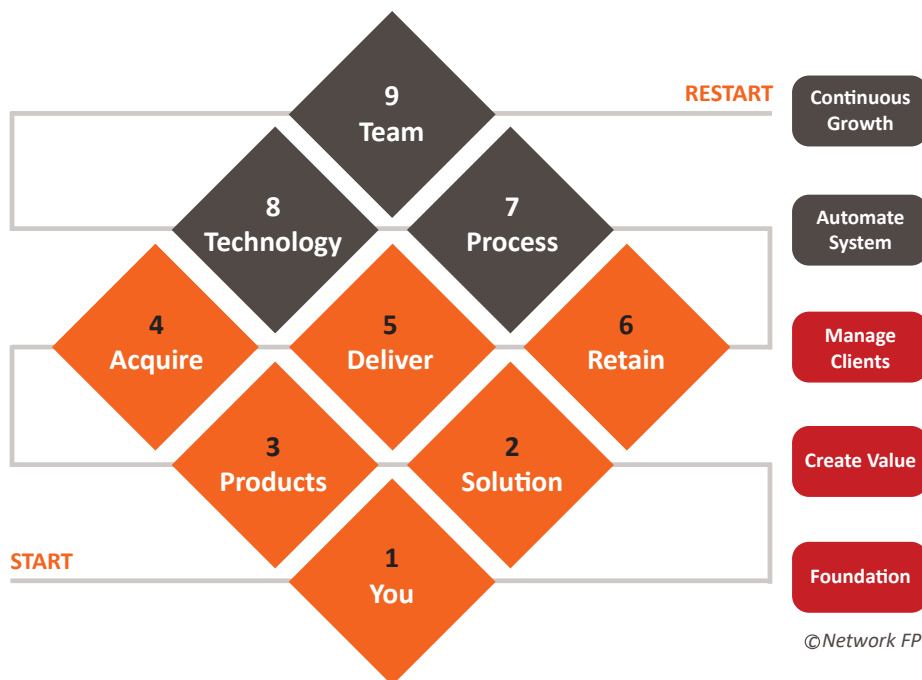 9
Team
RESTART
Continuous
Growth
8
Technology
7
Process
Automate
System
4
Acquire
5
Deliver
6
Retain
Manage
Clients
3
Products
2
Solution
Create Value
START
1
You
Foundation
©Network FP